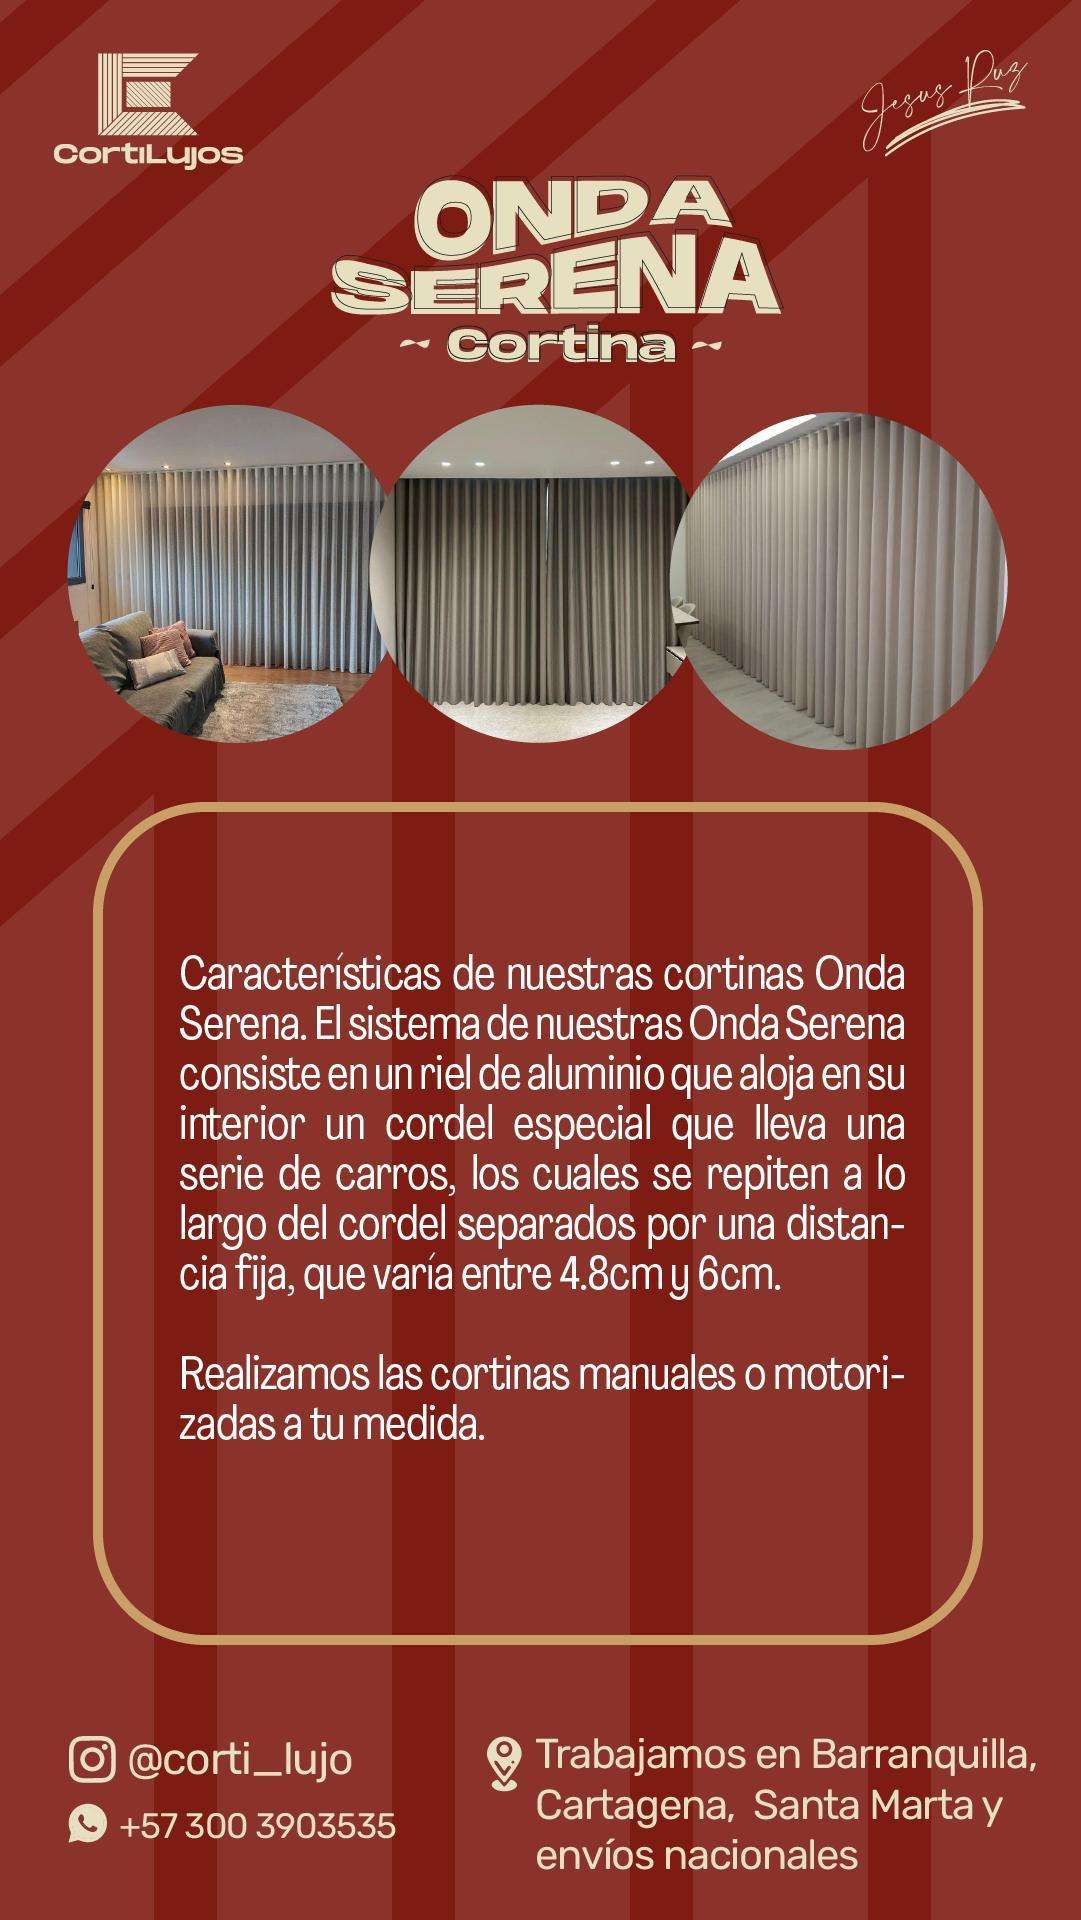 CortiLujos
Jesus Ruz
ONDA
SERENA
Cortina
Características de nuestras cortinas Onda
Serena. El sistema de nuestras Onda Serena
consiste en un riel de aluminio que aloja en su
interior un cordel especial que lleva una
serie de carros, los cuales se repiten a lo
largo del cordel separados por una distan-
cia fija, que varía entre 4.8cm y 6cm.
Realizamos las cortinas manuales o motori-
zadas a tu medida.
@corti_lujo
+57 300 3903535
Trabajamos en Barranquilla,
Cartagena, Santa Marta y
envíos nacionales